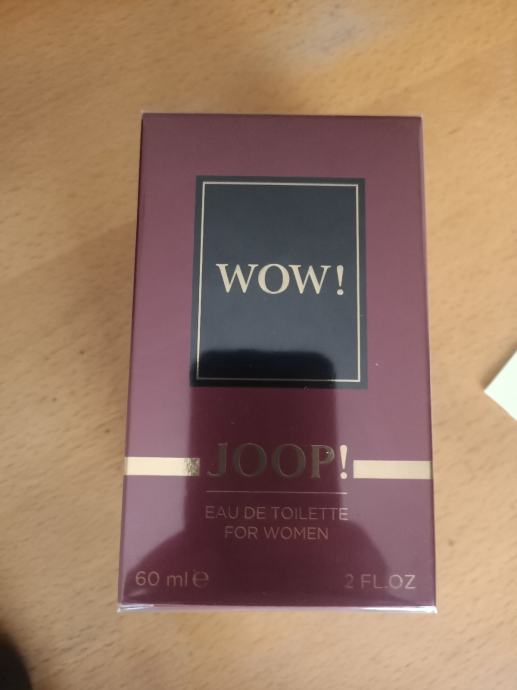 WOW!
JOOP!
EAU DE TOILETTE
FOR WOMEN
60 ml ℮ 2 FL.OZ